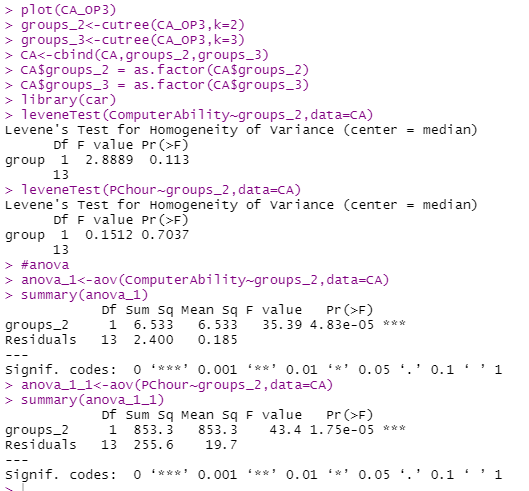 > plot(CA_OP3)
> groups_2<-cutree(CA_OP3,k=2)
> groups_3<-cutree(CA_OP3,k=3)
> CA<-cbind(CA,groups_2,groups_3)
> CA$groups_2 = as.factor(CA$groups_2)
> CA$groups_3 = as.factor(CA$groups_3)
> library(car)
> leveneTest(ComputerAbility~groups_2,data=CA)
Levene's Test for Homogeneity of Variance (center = median)
      Df F value Pr(>F)
group  1  2.8889  0.113
      13
> leveneTest(PChour~groups_2,data=CA)
Levene's Test for Homogeneity of Variance (center = median)
      Df F value Pr(>F)
group  1  0.1512 0.7037
      13
> #anova
> anova_1<-aov(ComputerAbility~groups_2,data=CA)
> summary(anova_1)
            Df Sum Sq Mean Sq F value   Pr(>F)
groups_2     1  6.533   6.533   35.39 4.83e-05 ***
Residuals   13  2.400   0.185
---
Signif. codes:  0 ‘***’ 0.001 ‘**’ 0.01 ‘*’ 0.05 ‘.’ 0.1 ‘ ’ 1
> anova_1_1<-aov(PChour~groups_2,data=CA)
> summary(anova_1_1)
            Df Sum Sq Mean Sq F value   Pr(>F)
groups_2     1  853.3   853.3    43.4 1.75e-05 ***
Residuals   13  255.6    19.7
---
Signif. codes:  0 ‘***’ 0.001 ‘**’ 0.01 ‘*’ 0.05 ‘.’ 0.1 ‘ ’ 1
>